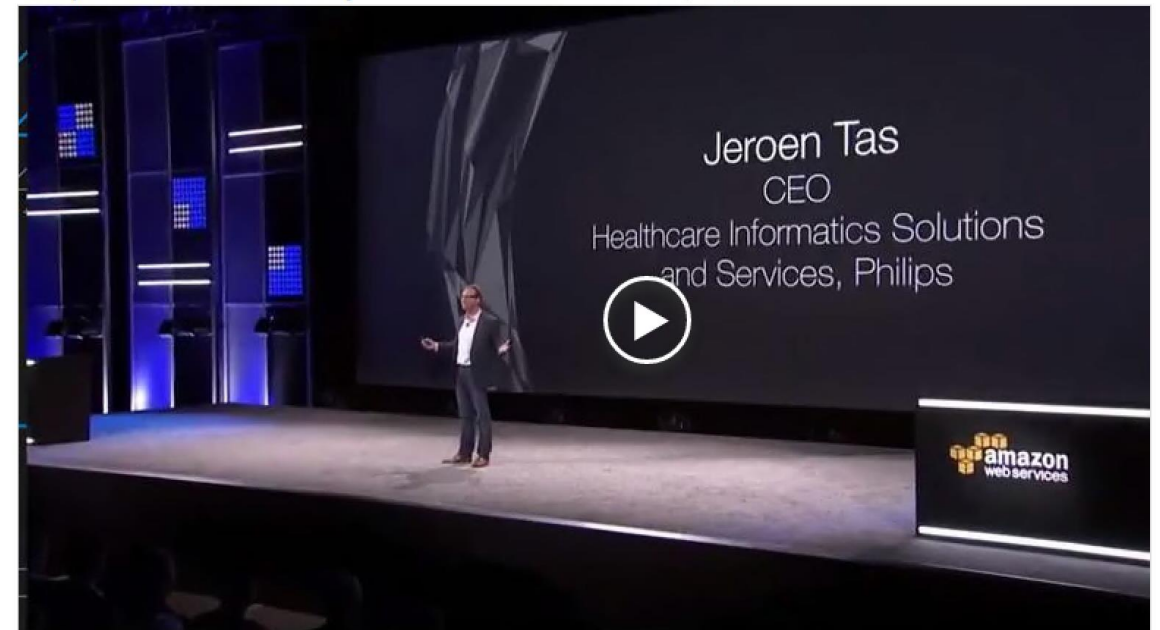 Jeroen Tas
CEO
Healthcare Informatics Solutions
and Services, Philips
amazon
web services